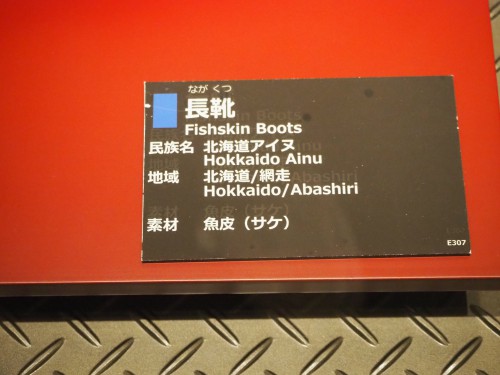 なが くつ
長靴
Fishskin Boots
民族名 北海道アイヌ
Hokkaido Ainu
地域 北海道/網走
Hokkaido/Abashiri
素材 魚皮（サケ）
E307